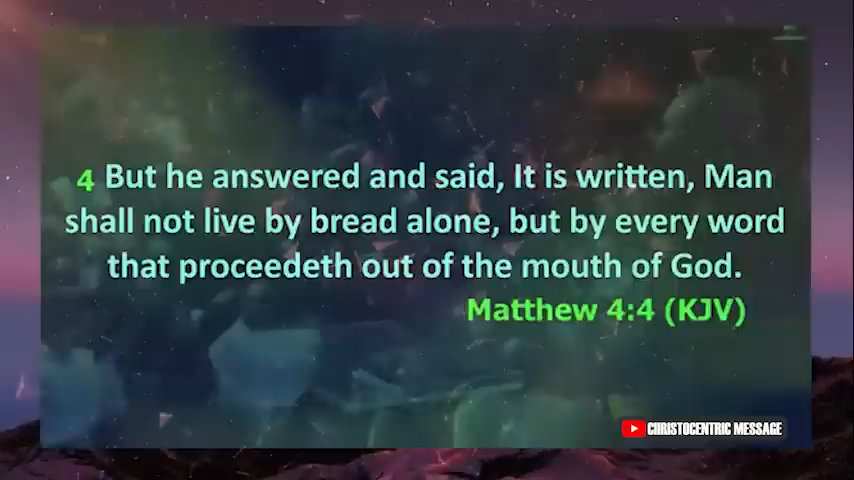 4 But he answered and said, It is written, Man
shall not live by bread alone, but by every word
that proceedeth out of the mouth of God.
Matthew 4:4 (KJV)
CHRISTOCENTRIC MESSAGE